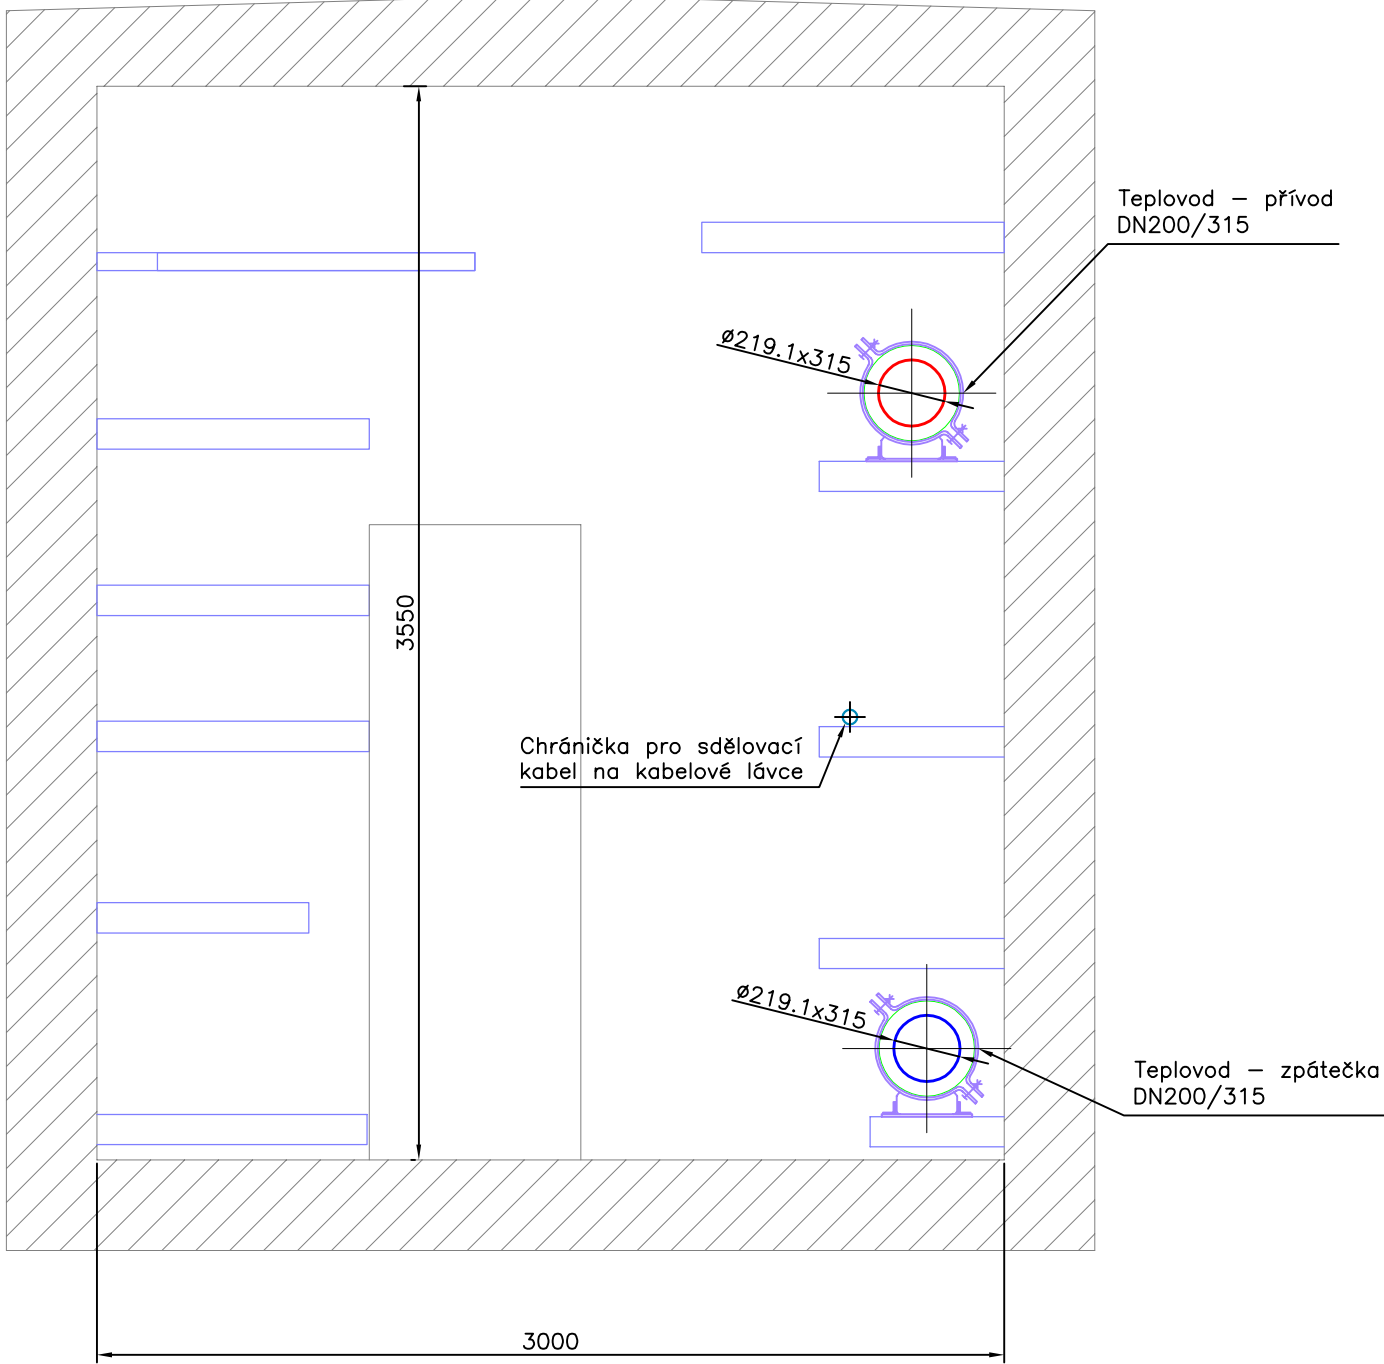 Teplovod – přívod
DN200/315
ø219.1x315
3550
Chránička pro sdělovací
kabel na kabelové lávce
ø219.1x315
Teplovod – zpátečka
DN200/315
3000